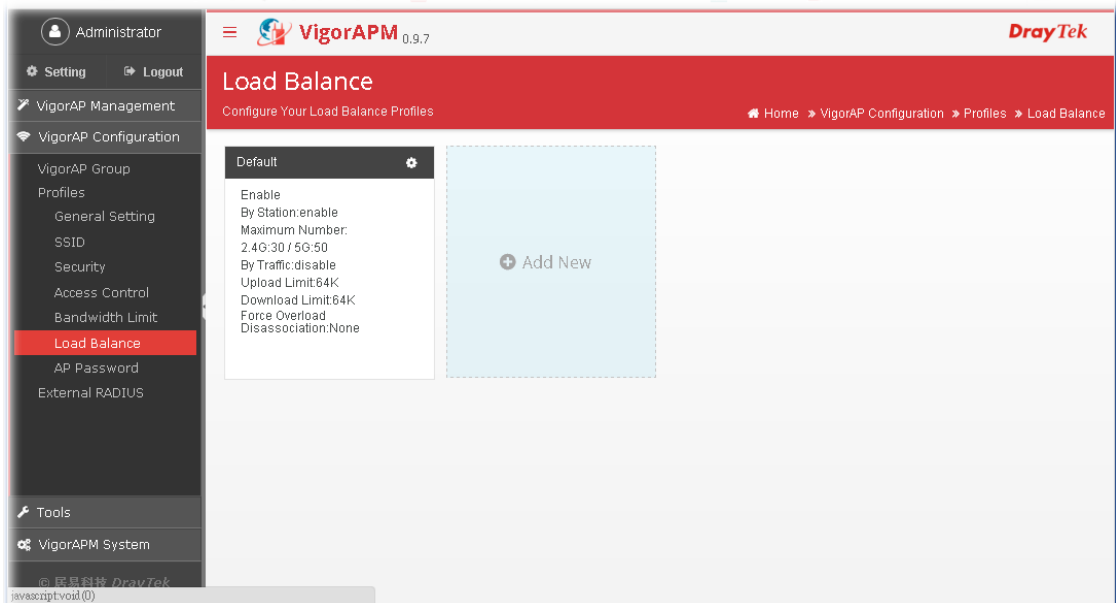 Administrator
Setting Logout
VigorAP Management
VigorAP Configuration
VigorAP Group
Profiles
General Setting
SSID
Security
Access Control
Bandwidth Limit
Load Balance
AP Password
External RADIUS
Tools
VigorAPM System
© 居易科技 DrayTek
javascript:void(0)
VigorAPM 0.9.7
DrayTek
Load Balance
Configure Your Load Balance Profiles
Home » VigorAP Configuration » Profiles » Load Balance
Default
Enable
By Station:enable
Maximum Number:
2.4G:30 / 5G:50
By Traffic:disable
Upload Limit:64K
Download Limit:64K
Force Overload
Disassociation:None
Add New